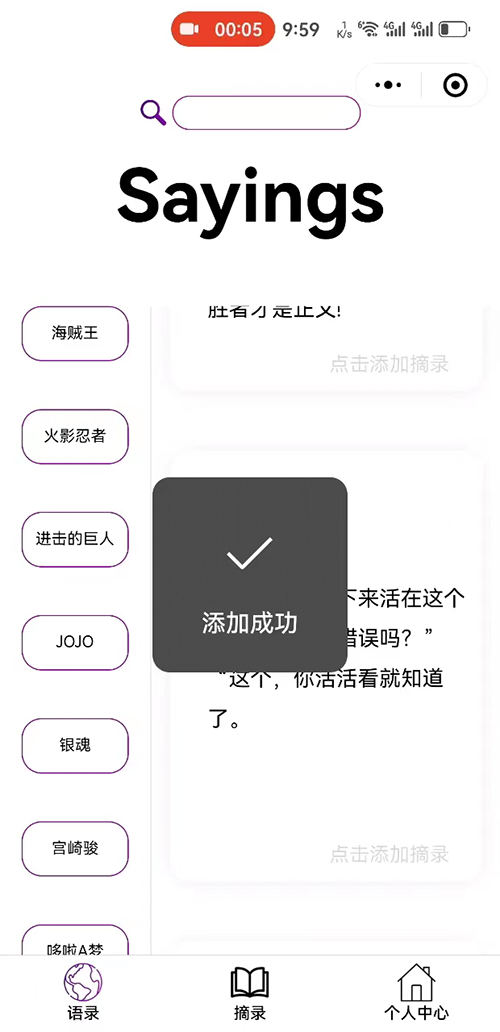 00:05 9:59 1 K/s 6 4G 4G
Sayings
海贼王
火影忍者
进击的巨人
JOJO
银魂
宫崎骏
哆啦A梦
胜者才是正义!
点击添加摘录
添加成功
下来活在这个
错误吗？”
“这个，你活活看就知道
了。
点击添加摘录
语录
摘录
个人中心